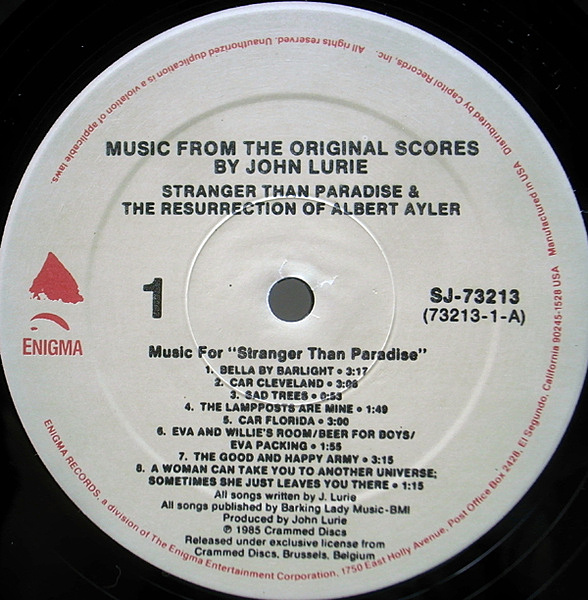 MUSIC FROM THE ORIGINAL SCORES
BY JOHN LURIE
STRANGER THAN PARADISE &
THE RESURRECTION OF ALBERT AYLER
1
SJ-73213
(73213-1-A)
ENIGMA
Music For "Stranger Than Paradise"
1. BELLA BY BARLIGHT • 3:17
2. CAR CLEVELAND • 3:08
3. SAD TREES • 0:53
4. THE LAMPPOSTS ARE MINE • 1:49
5. CAR FLORIDA • 3:00
6. EVA AND WILLIE'S ROOM/BEER FOR BOYS/
EVA PACKING • 1:55
7. THE GOOD AND HAPPY ARMY • 3:15
8. A WOMAN CAN TAKE YOU TO ANOTHER UNIVERSE;
SOMETIMES SHE JUST LEAVES YOU THERE • 1:15
All songs written by J. Lurie
All songs published by Barking Lady Music-BMI
Produced by John Lurie
℗ 1985 Crammed Discs
Released under exclusive license from
Crammed Discs, Brussels, Belgium
ENIGMA RECORDS, a division of The Enigma Entertainment Corporation, 1750 East Holly Avenue, Post Office Box 2428, El Segundo, California 90245-1528 USA Manufactured in USA Distributed by Capitol Records, Inc. All rights reserved. Unauthorized duplication is a violation of applicable laws.